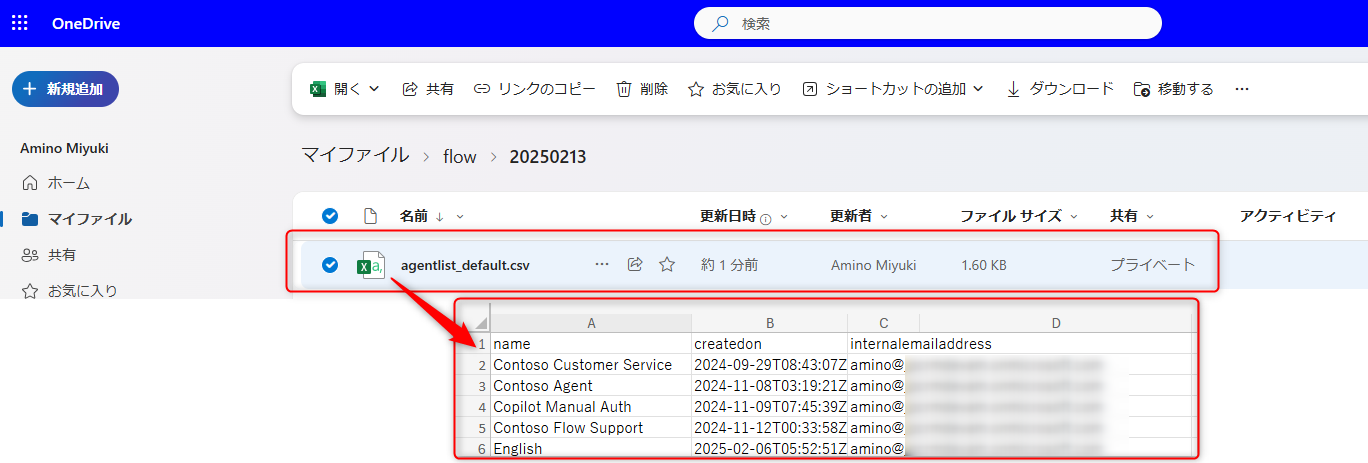 OneDrive
検索
新規追加
開く 共有 リンクのコピー 削除 お気に入り ショートカットの追加 ダウンロード 移動する ...
Amino Miyuki
ホーム
マイファイル
共有
お気に入り
マイファイル > flow > 20250213
名前 ↓ 更新日時 更新者 ファイル サイズ 共有 アクティビティ
agentlist_default.csv ... 約 1 分前 Amino Miyuki 1.60 KB プライベート
A B C D
1 name createdon internalemailaddress
2 Contoso Customer Service 2024-09-29T08:43:07Z amino@
3 Contoso Agent 2024-11-08T03:19:21Z amino@
4 Copilot Manual Auth 2024-11-09T07:45:39Z amino@
5 Contoso Flow Support 2024-11-12T00:33:58Z amino@
6 English 2025-02-06T05:52:51Z amino@